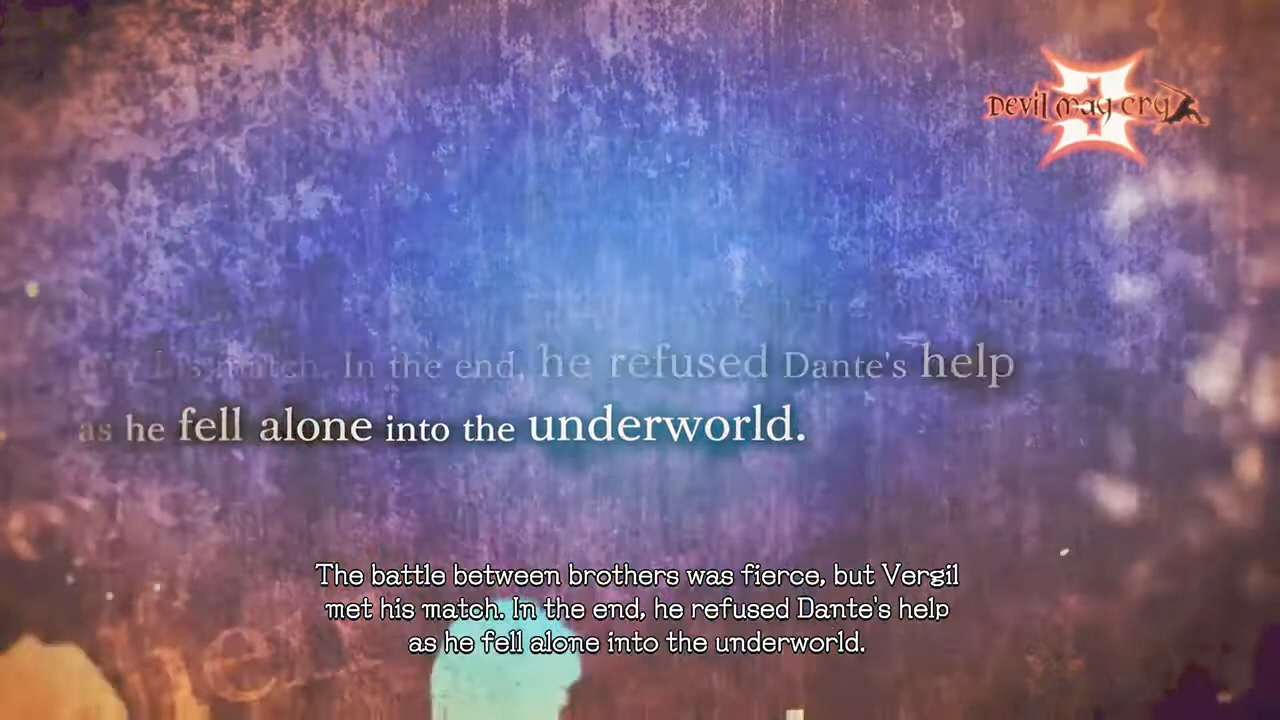 Devil may cry
3
his match. In the end, he refused Dante's help
as he fell alone into the underworld.
The battle between brothers was fierce, but Vergil
met his match. In the end, he refused Dante's help
as he fell alone into the underworld.